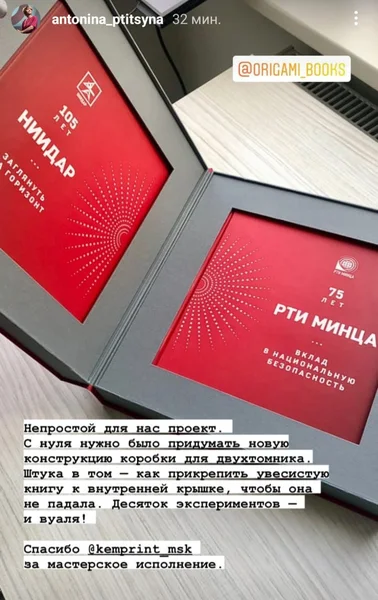 antonina_ptitsyna 32 мин.
@ORIGAMI_BOOKS
105
ЛЕТ
НИИДАР
...
ЗАГЛЯНУТЬ
ЗА ГОРИЗОНТ
РТИ МИНЦА
75
ЛЕТ
РТИ МИНЦА
...
ВКЛАД
В НАЦИОНАЛЬНУЮ
БЕЗОПАСНОСТЬ
Непростой для нас проект.
С нуля нужно было придумать новую
конструкцию коробки для двухтомника.
Штука в том — как прикрепить увесистую
книгу к внутренней крышке, чтобы она
не падала. Десяток экспериментов —
и вуаля!
Спасибо @kemprint_msk
за мастерское исполнение.